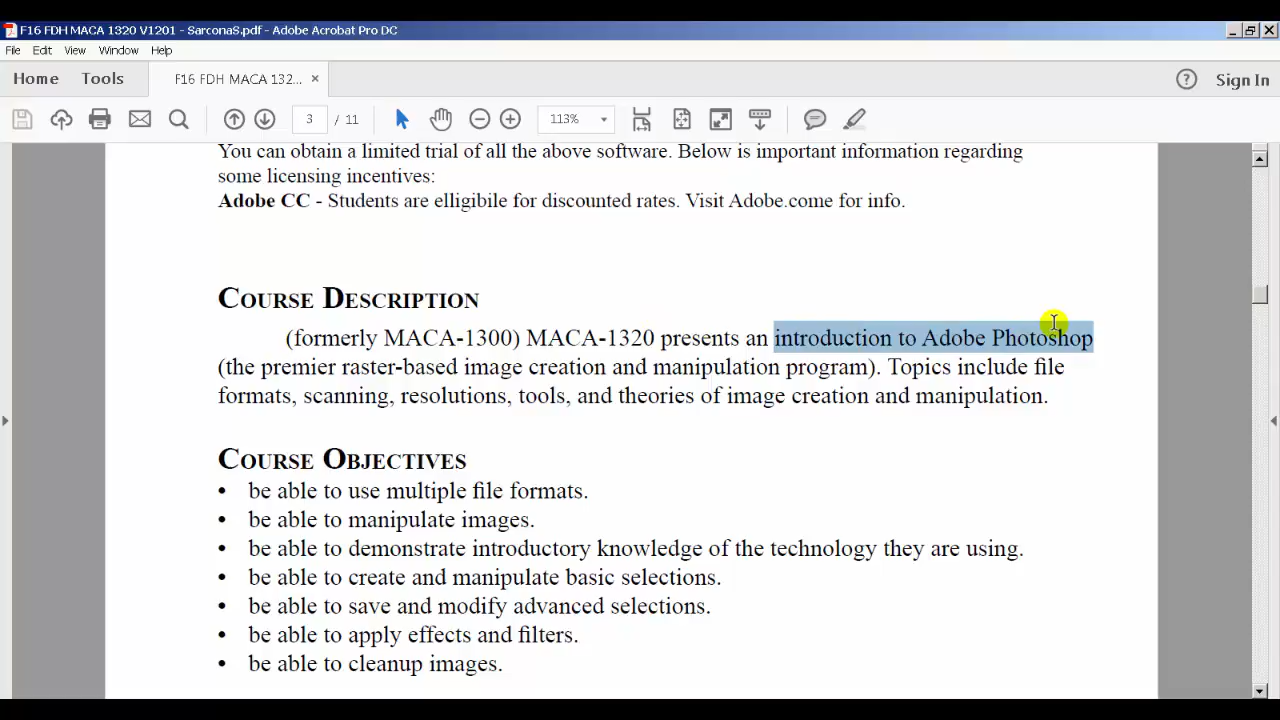 F16 FDH MACA 1320 V1201 - SarconaS.pdf - Adobe Acrobat Pro DC
File Edit View Window Help
Home Tools F16 FDH MACA 132... × ? Sign In
3 / 11 113%
You can obtain a limited trial of all the above software. Below is important information regarding
some licensing incentives:
Adobe CC - Students are elligibile for discounted rates. Visit Adobe.come for info.
Course Description
(formerly MACA-1300) MACA-1320 presents an introduction to Adobe Photoshop
(the premier raster-based image creation and manipulation program). Topics include file
formats, scanning, resolutions, tools, and theories of image creation and manipulation.
Course Objectives
• be able to use multiple file formats.
• be able to manipulate images.
• be able to demonstrate introductory knowledge of the technology they are using.
• be able to create and manipulate basic selections.
• be able to save and modify advanced selections.
• be able to apply effects and filters.
• be able to cleanup images.